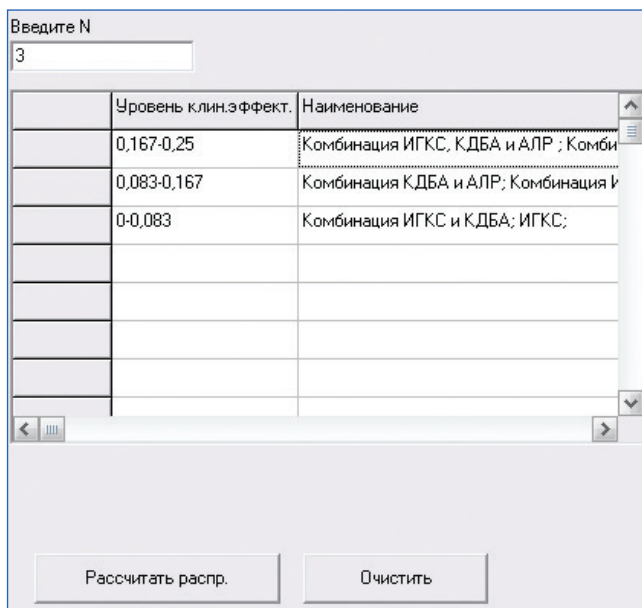 Введите N
3
Уровень клин.эффект. Наименование
0,167-0,25 Комбинация ИГКС, КДБА и АЛР ; Комби
0,083-0,167 Комбинация КДБА и АЛР; Комбинация И
0-0,083 Комбинация ИГКС и КДБА; ИГКС;
Рассчитать распр. Очистить